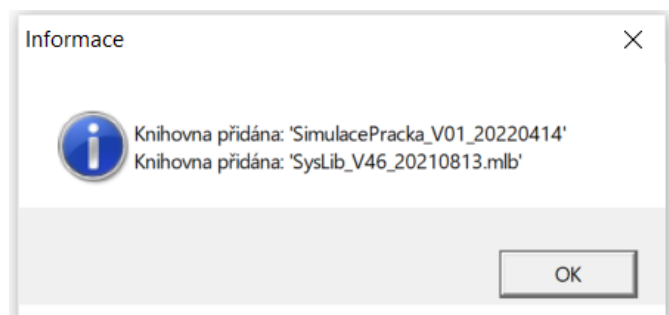 Informace
Knihovna přidána: 'SimulacePracka_V01_20220414'
Knihovna přidána: 'SysLib_V46_20210813.mlb'
OK